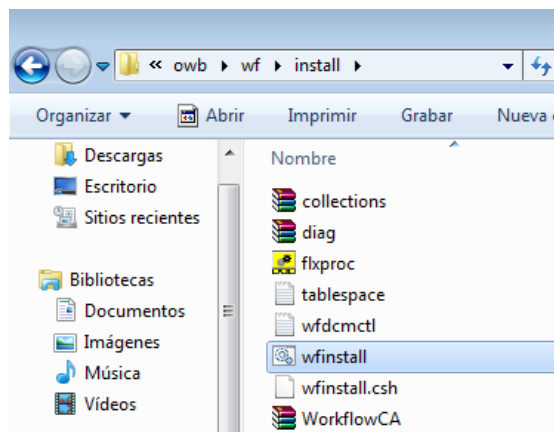 « owb wf install
Organizar Abrir Imprimir Grabar Nueva
Descargas
Escritorio
Sitios recientes
Bibliotecas
Documentos
Imágenes
Música
Vídeos
Nombre
collections
diag
flxproc
tablespace
wfdcmctl
wfinstall
wfinstall.csh
WorkflowCA